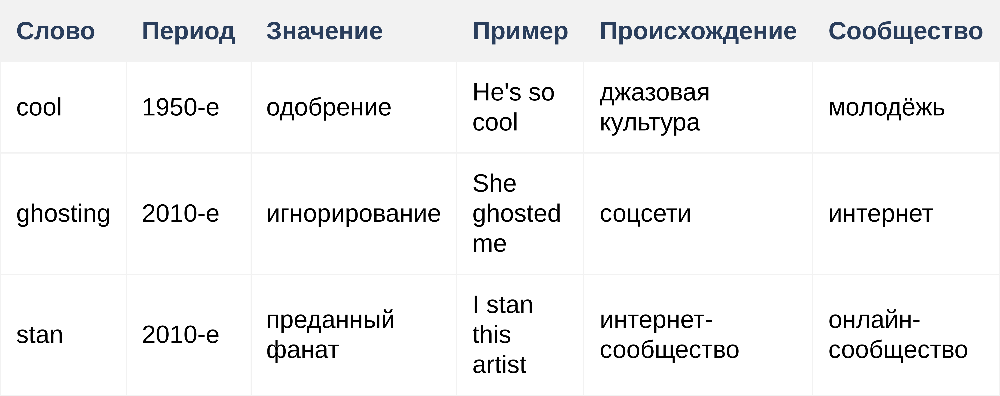 Слово Период Значение Пример Происхождение Сообщество
cool 1950-е одобрение He's so cool джазовая культура молодёжь
ghosting 2010-е игнорирование She ghosted me соцсети интернет
stan 2010-е преданный фанат I stan this artist интернет-сообщество онлайн-сообщество